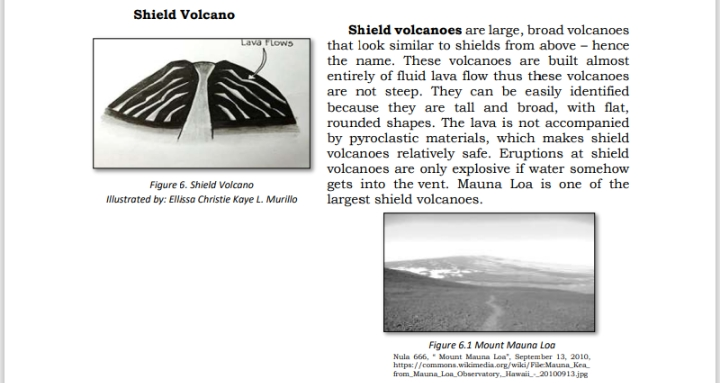 Shield Volcano
Lava Flows
Figure 6. Shield Volcano
Illustrated by: Ellissa Christie Kaye L. Murillo
Shield volcanoes are large, broad volcanoes
that look similar to shields from above – hence
the name. These volcanoes are built almost
entirely of fluid lava flow thus these volcanoes
are not steep. They can be easily identified
because they are tall and broad, with flat,
rounded shapes. The lava is not accompanied
by pyroclastic materials, which makes shield
volcanoes relatively safe. Eruptions at shield
volcanoes are only explosive if water somehow
gets into the vent. Mauna Loa is one of the
largest shield volcanoes.
Figure 6.1 Mount Mauna Loa
Nula 666, “ Mount Mauna Loa”, September 13, 2010,
https://commons.wikimedia.org/wiki/File:Mauna_Kea_
from_Mauna_Loa_Observatory,_Hawaii_-_20100913.jpg